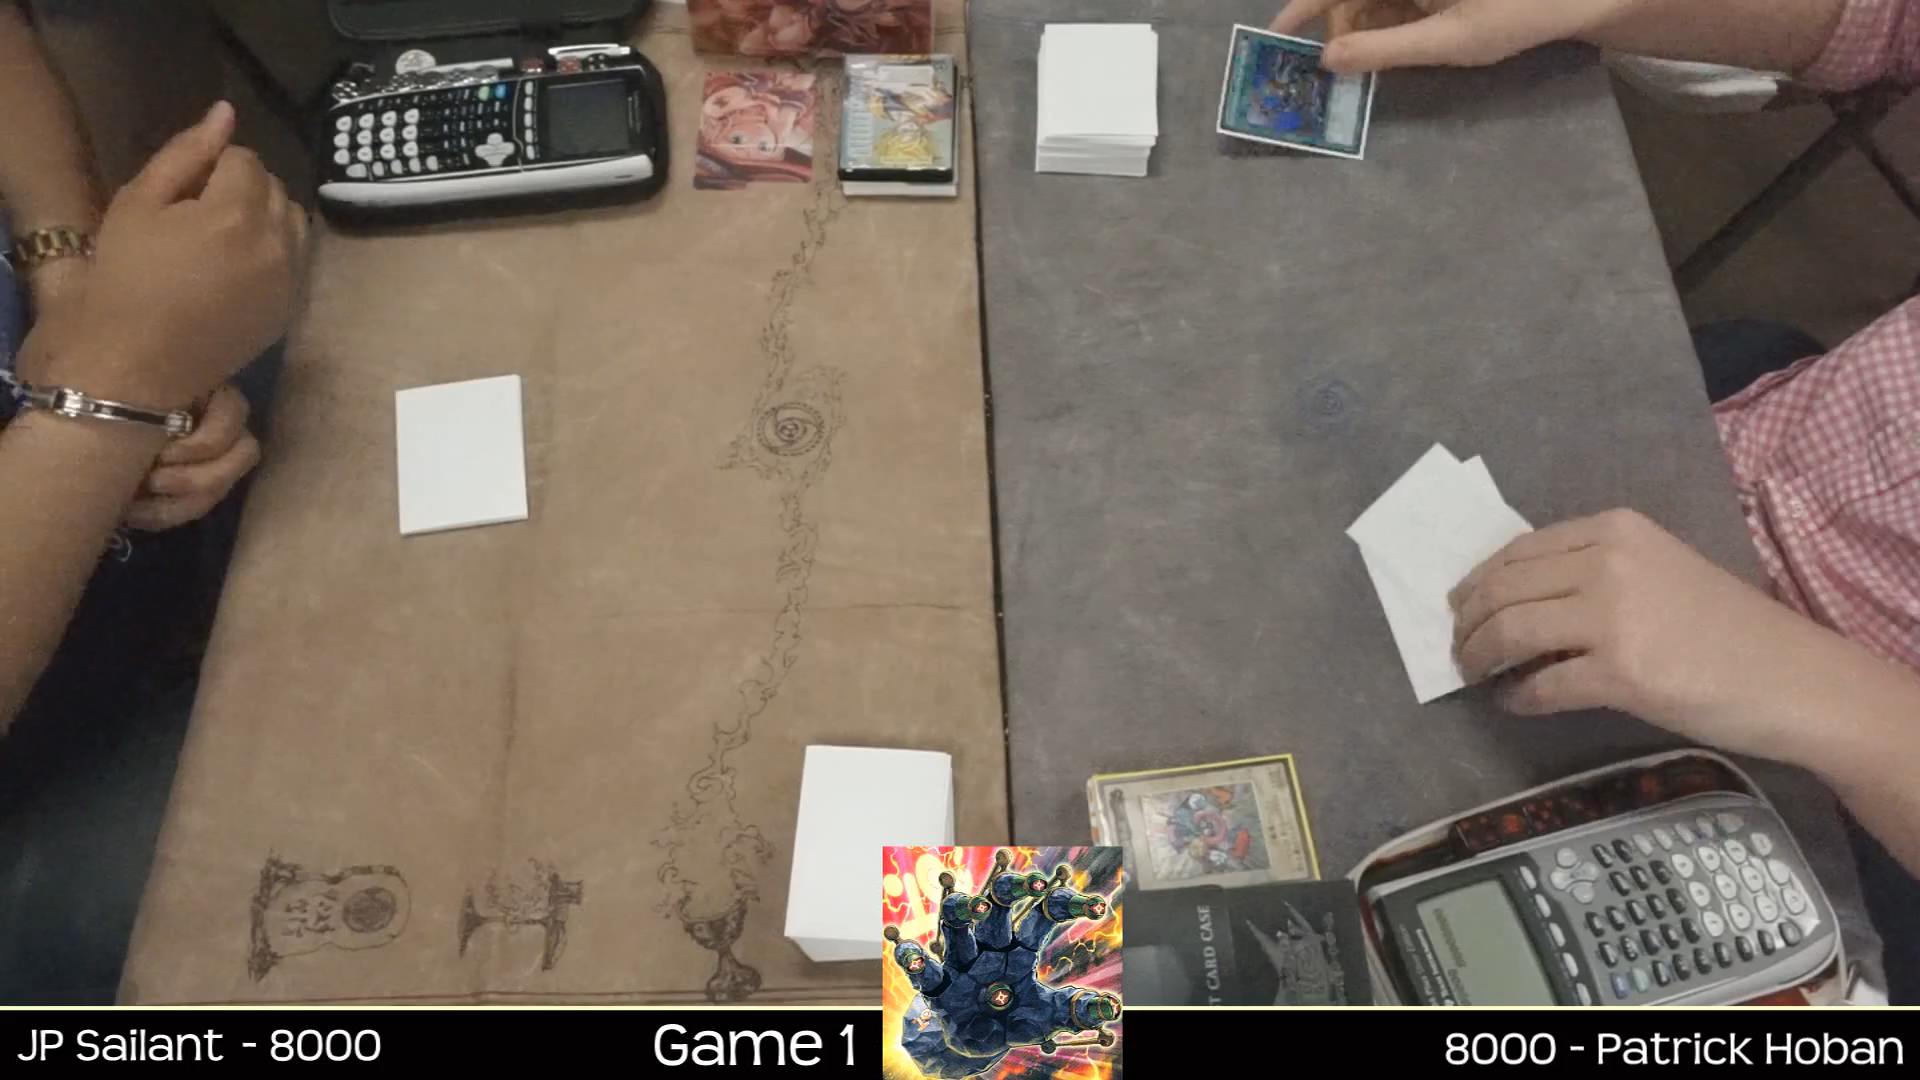 T CARD CASE
JP Sailant - 8000
Game 1
8000 - Patrick Hoban